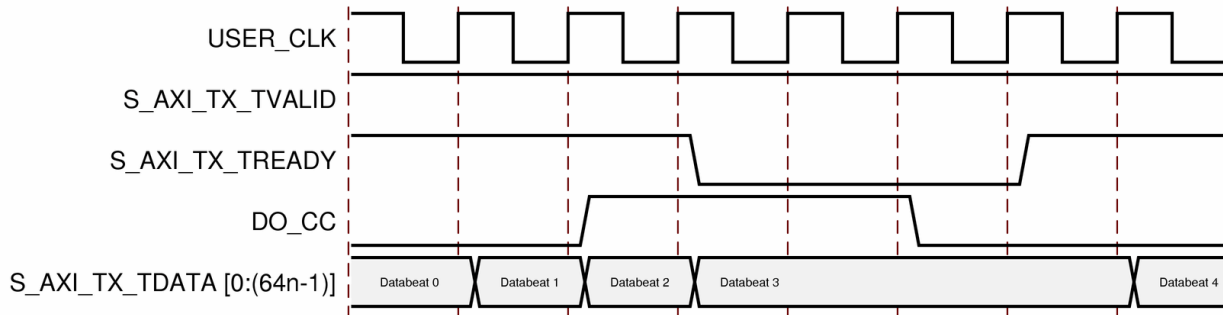 USER_CLK
S_AXI_TX_TVALID
S_AXI_TX_TREADY
DO_CC
S_AXI_TX_TDATA [0:(64n-1)] Databeat 0 Databeat 1 Databeat 2 Databeat 3 Databeat 4